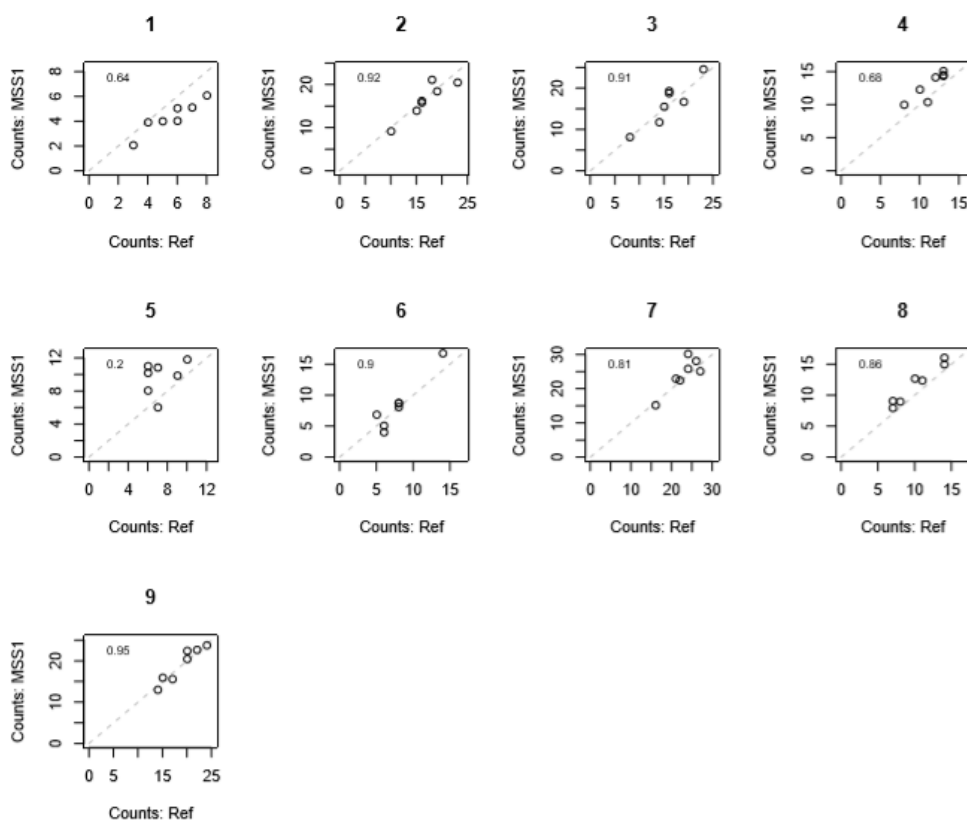 1
2
3
4
0.64
0.92
0.91
0.68
Counts: MSS1
0 2 4 6 8
0 2 4 6 8
Counts: Ref
Counts: MSS1
0 10 20
0 5 15 25
Counts: Ref
Counts: MSS1
0 10 20
0 5 15 25
Counts: Ref
Counts: MSS1
0 5 10 15
0 5 10 15
Counts: Ref
5
6
7
8
0.2
0.9
0.81
0.86
Counts: MSS1
0 4 8 12
0 4 8 12
Counts: Ref
Counts: MSS1
0 5 10 15
0 5 10 15
Counts: Ref
Counts: MSS1
0 10 20 30
0 10 20 30
Counts: Ref
Counts: MSS1
0 5 10 15
0 5 10 15
Counts: Ref
9
0.95
Counts: MSS1
0 10 20
0 5 15 25
Counts: Ref